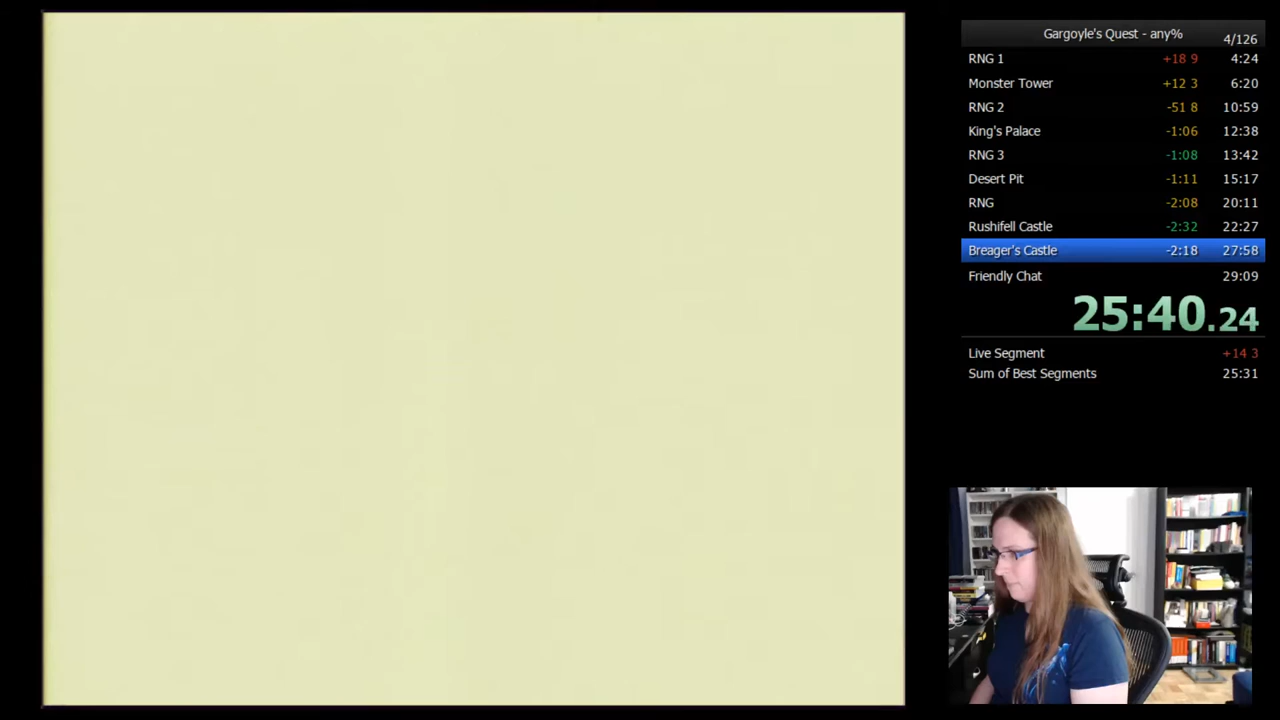 Gargoyle's Quest - any%
4/126
RNG 1 +18 9 4:24
Monster Tower +12 3 6:20
RNG 2 -51 8 10:59
King's Palace -1:06 12:38
RNG 3 -1:08 13:42
Desert Pit -1:11 15:17
RNG -2:08 20:11
Rushifell Castle -2:32 22:27
Breager's Castle -2:18 27:58
Friendly Chat 29:09
25:40.24
Live Segment +14 3
Sum of Best Segments 25:31